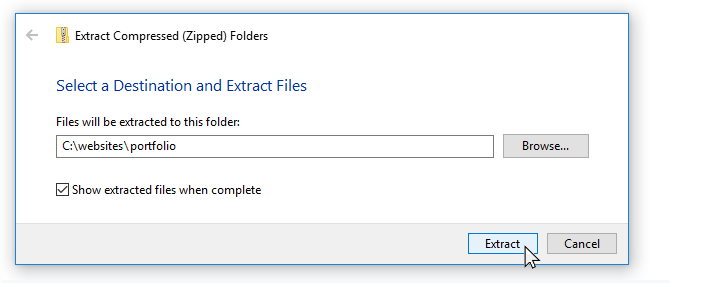 Extract Compressed (Zipped) Folders
Select a Destination and Extract Files
Files will be extracted to this folder:
C:\websites\portfolio
Browse...
Show extracted files when complete
Extract
Cancel